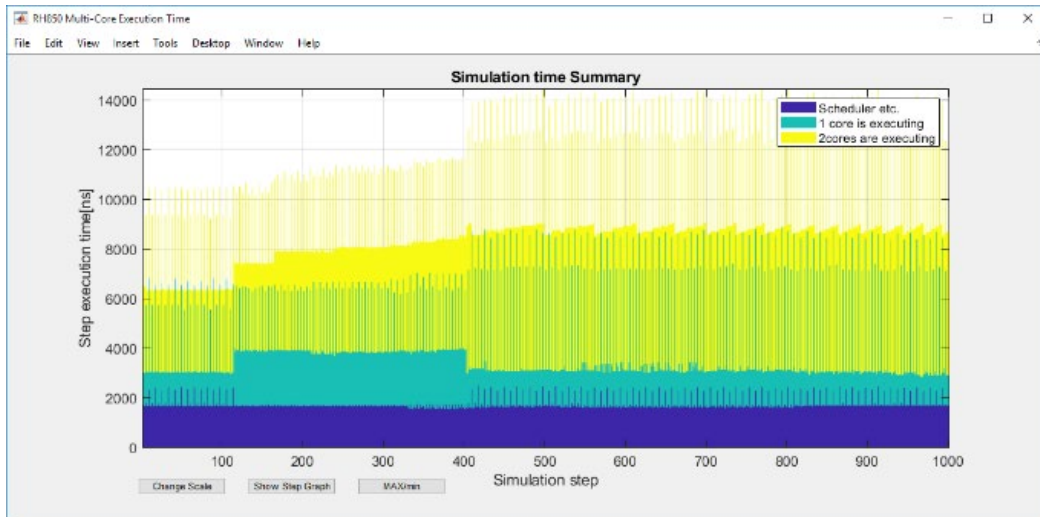 RH850 Multi-Core Execution Time
File Edit View Insert Tools Desktop Window Help
Simulation time Summary
14000
12000
10000
8000
6000
4000
2000
0
Step execution time[ns]
Scheduler etc.
1 core is executing
2cores are executing
100 200 300 400 500 600 700 800 900 1000
Simulation step
Change Scale Show Step Graph MAX/min